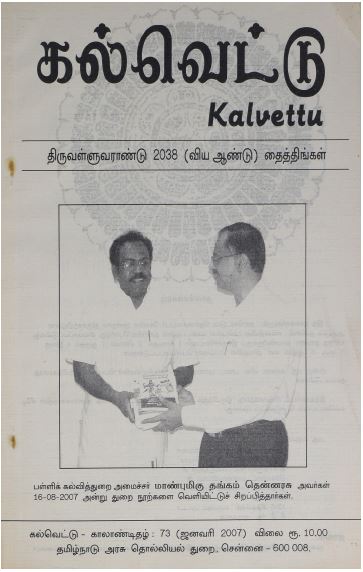 கல்வெட்டு
Kalvettu
திருவள்ளுவராண்டு 2038 (விய ஆண்டு) தைத்திங்கள்
பள்ளிக் கல்வித்துறை அமைச்சர் மாண்புமிகு தங்கம் தென்னரசு அவர்கள்
16-08-2007 அன்று துறை நூற்களை வெளியிட்டுச் சிறப்பித்தார்கள்.
கல்வெட்டு - காலாண்டிதழ் : 73 (ஜனவரி 2007) விலை ரூ. 10.00
தமிழ்நாடு அரசு தொல்லியல் துறை, சென்னை - 600 008.